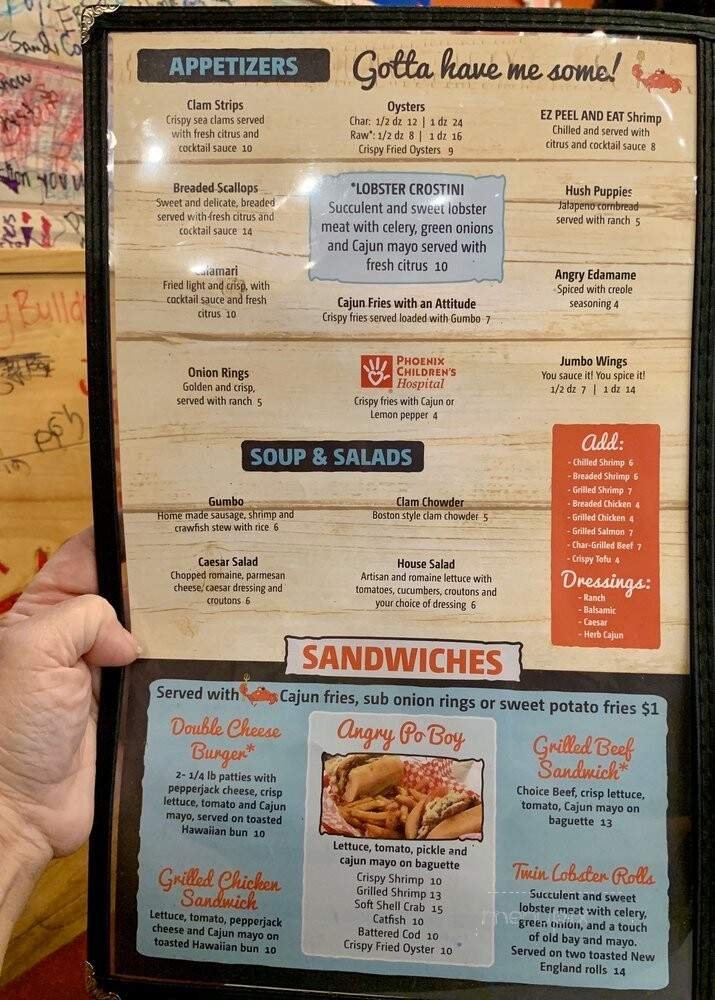 APPETIZERS
Gotta have me some!
Clam Strips
Crispy sea clams served
with fresh citrus and
cocktail sauce 10
Oysters
Char: 1/2 dz 12 | 1 dz 24
Raw*: 1/2 dz 8 | 1 dz 16
Crispy Fried Oysters 9
EZ PEEL AND EAT Shrimp
Chilled and served with
citrus and cocktail sauce 8
Breaded Scallops
Sweet and delicate, breaded
served with fresh citrus and
cocktail sauce 14
*LOBSTER CROSTINI
Succulent and sweet lobster
meat with celery, green onions
and Cajun mayo served with
fresh citrus 10
Hush Puppies
Jalapeno cornbread
served with ranch 5
Calamari
Fried light and crisp, with
cocktail sauce and fresh
citrus 10
Cajun Fries with an Attitude
Crispy fries served loaded with Gumbo 7
Angry Edamame
Spiced with creole
seasoning 4
Onion Rings
Golden and crisp,
served with ranch 5
PHOENIX
CHILDREN'S
Hospital
Crispy fries with Cajun or
Lemon pepper 4
Jumbo Wings
You sauce it! You spice it!
1/2 dz 7 | 1 dz 14
SOUP & SALADS
Gumbo
Home made sausage, shrimp and
crawfish stew with rice 6
Clam Chowder
Boston style clam chowder 5
Caesar Salad
Chopped romaine, parmesan
cheese, caesar dressing and
croutons 6
House Salad
Artisan and romaine lettuce with
tomatoes, cucumbers, croutons and
your choice of dressing 6
Add:
- Chilled Shrimp 6
- Breaded Shrimp 6
- Grilled Shrimp 7
- Breaded Chicken 4
- Grilled Chicken 4
- Grilled Salmon 7
- Char-Grilled Beef 7
- Crispy Tofu 4
Dressings:
- Ranch
- Balsamic
- Caesar
- Herb Cajun
SANDWICHES
Served with Cajun fries, sub onion rings or sweet potato fries $1
Double Cheese
Burger*
2- 1/4 lb patties with
pepperjack cheese, crisp
lettuce, tomato and Cajun
mayo, served on toasted
Hawaiian bun 10
Grilled Chicken
Sandwich
Lettuce, tomato, pepperjack
cheese and Cajun mayo on
toasted Hawaiian bun 10
Angry Po Boy
Lettuce, tomato, pickle and
cajun mayo on baguette
Crispy Shrimp 10
Grilled Shrimp 13
Soft Shell Crab 15
Catfish 10
Battered Cod 10
Crispy Fried Oyster 10
Grilled Beef
Sandwich*
Choice Beef, crisp lettuce,
tomato, Cajun mayo on
baguette 13
Twin Lobster Rolls
Succulent and sweet
lobster meat with celery,
green onion, and a touch
of old bay and mayo.
Served on two toasted New
England rolls 14